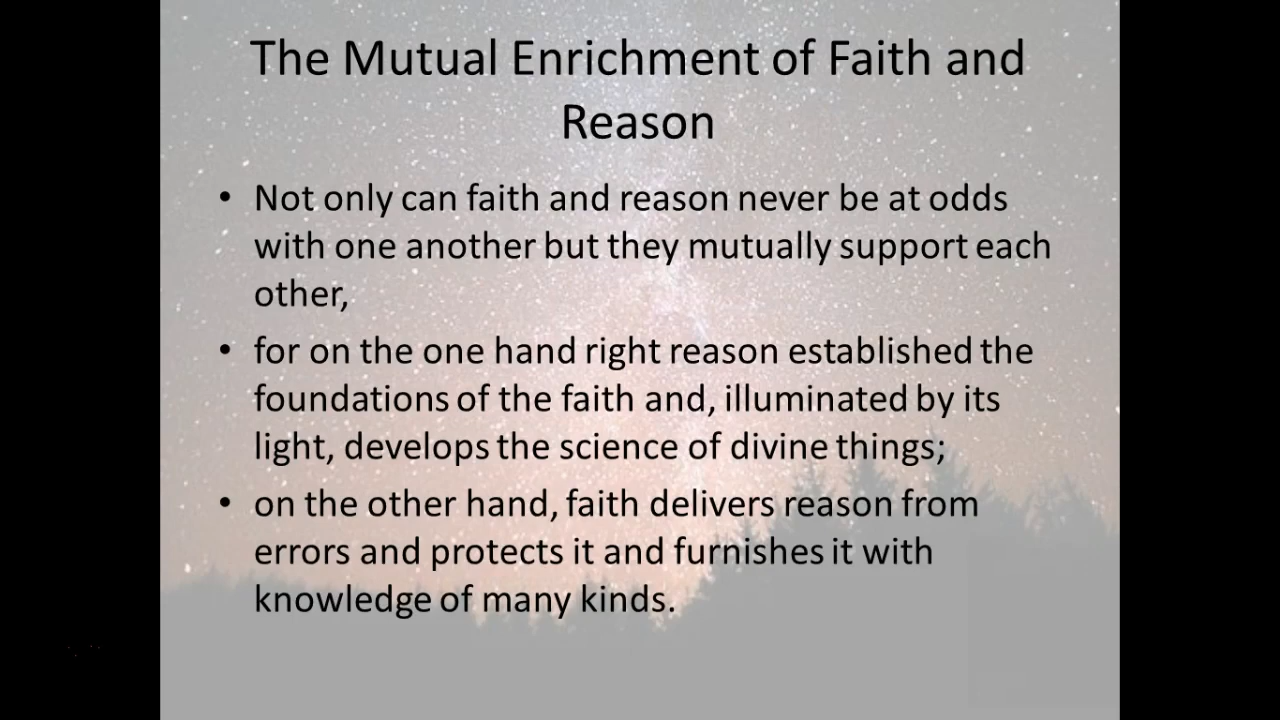 The Mutual Enrichment of Faith and
Reason
• Not only can faith and reason never be at odds
with one another but they mutually support each
other,
• for on the one hand right reason established the
foundations of the faith and, illuminated by its
light, develops the science of divine things;
• on the other hand, faith delivers reason from
errors and protects it and furnishes it with
knowledge of many kinds.